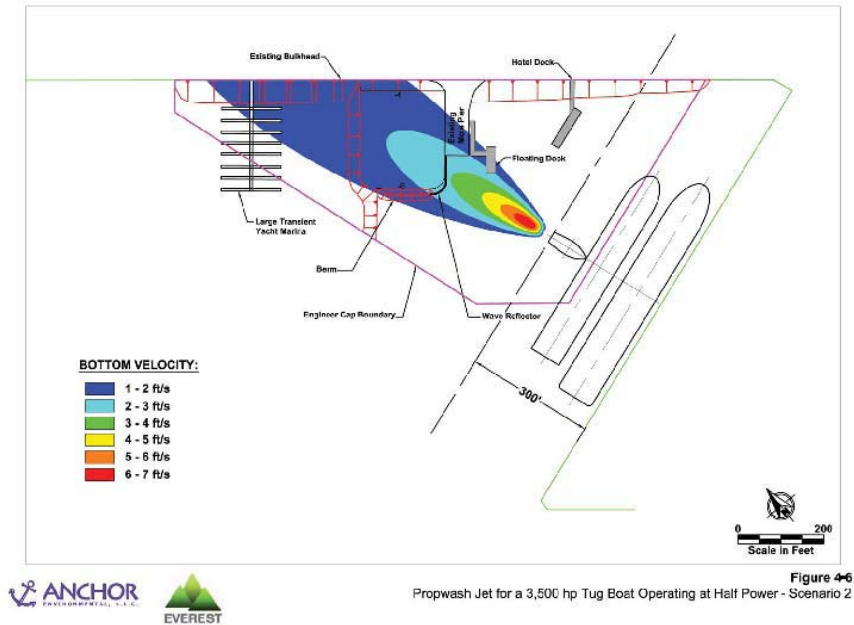 Existing Bulkhead
Hotel Dock
Existing
Mole Pier
Floating Dock
Large Transient
Yacht Marina
Berm
Engineer Cap Boundary
Wave Reflector
BOTTOM VELOCITY:
1 - 2 ft/s
2 - 3 ft/s
3 - 4 ft/s
4 - 5 ft/s
5 - 6 ft/s
6 - 7 ft/s
300'
0 200
Scale in Feet
ANCHOR
ENVIRONMENTAL, L.L.C.
EVEREST
Figure 4-6
Propwash Jet for a 3,500 hp Tug Boat Operating at Half Power - Scenario 2